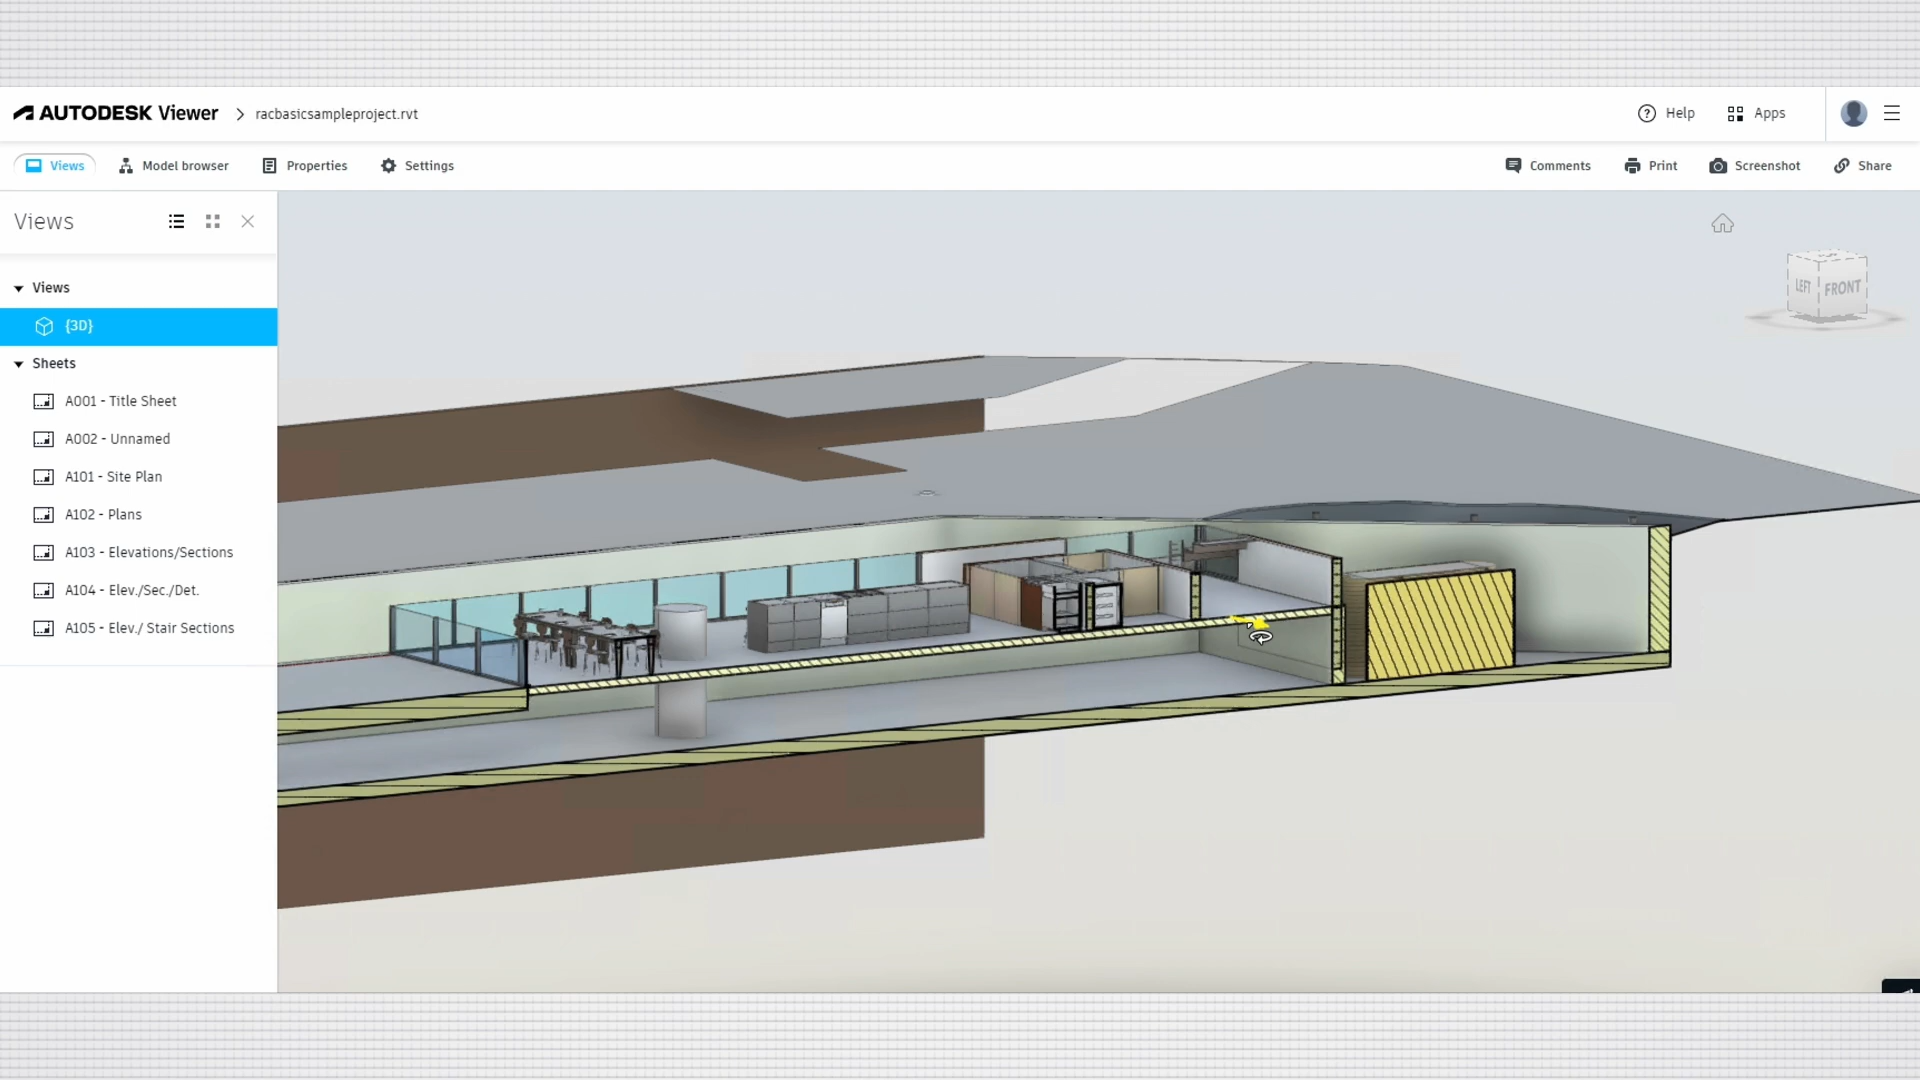 AUTODESK Viewer > racbasicsampleproject.rvt
Help
Apps
Views
Model browser
Properties
Settings
Comments
Print
Screenshot
Share
Views
Views
{3D}
Sheets
A001 - Title Sheet
A002 - Unnamed
A101 - Site Plan
A102 - Plans
A103 - Elevations/Sections
A104 - Elev./Sec./Det.
A105 - Elev./ Stair Sections
LEFT
FRONT